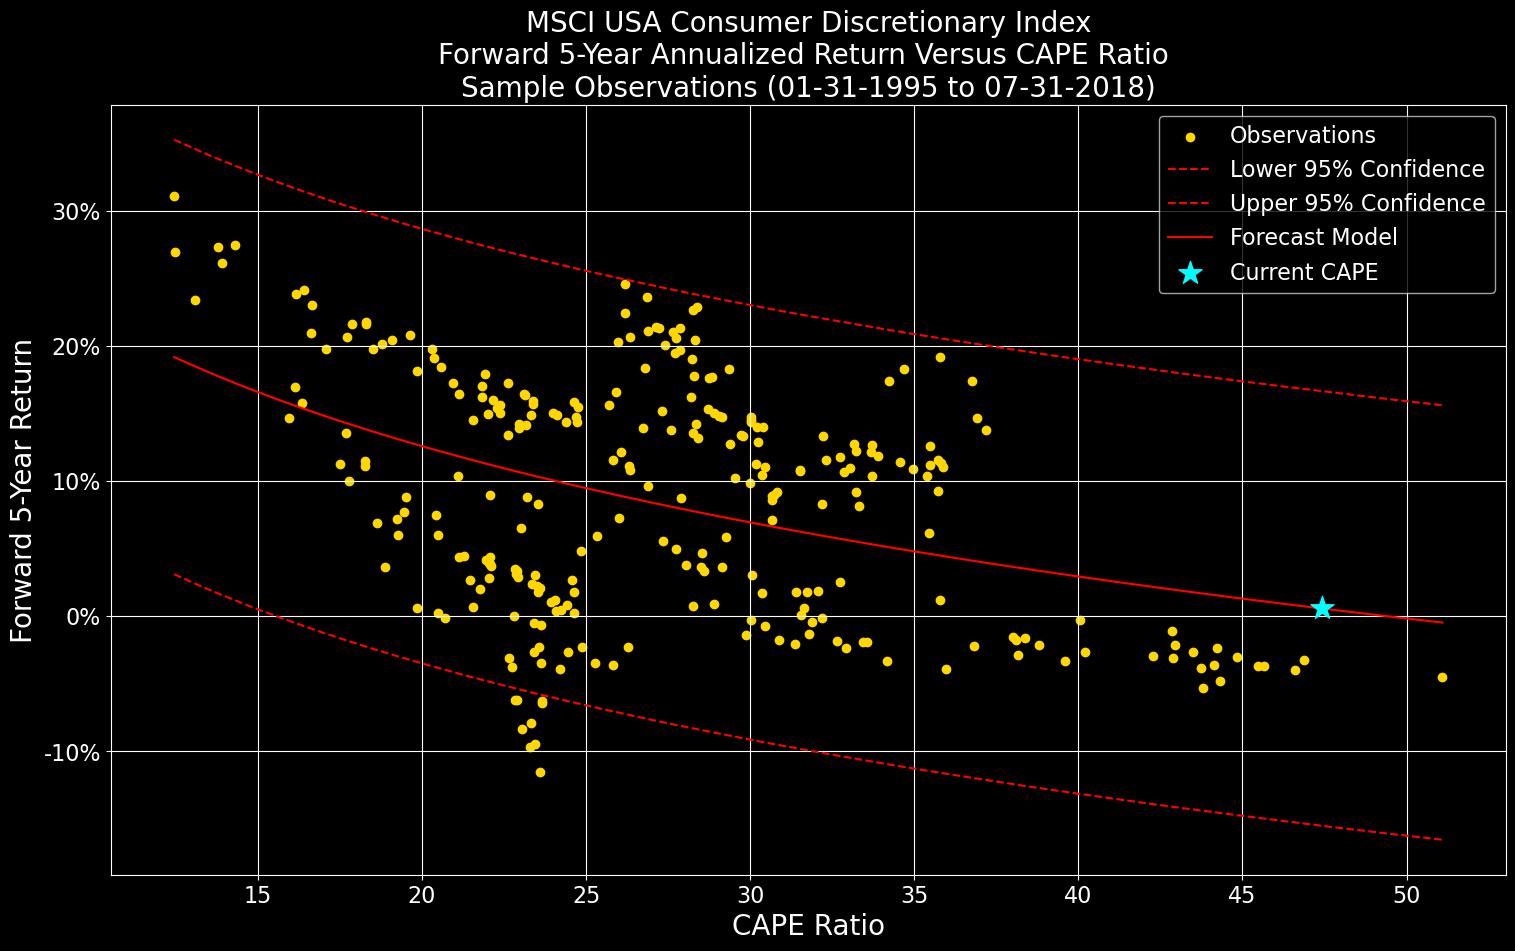 MSCI USA Consumer Discretionary Index
Forward 5-Year Annualized Return Versus CAPE Ratio
Sample Observations (01-31-1995 to 07-31-2018)
Observations
Lower 95% Confidence
Upper 95% Confidence
Forecast Model
Current CAPE
Forward 5-Year Return
30%
20%
10%
0%
-10%
15 20 25 30 35 40 45 50
CAPE Ratio